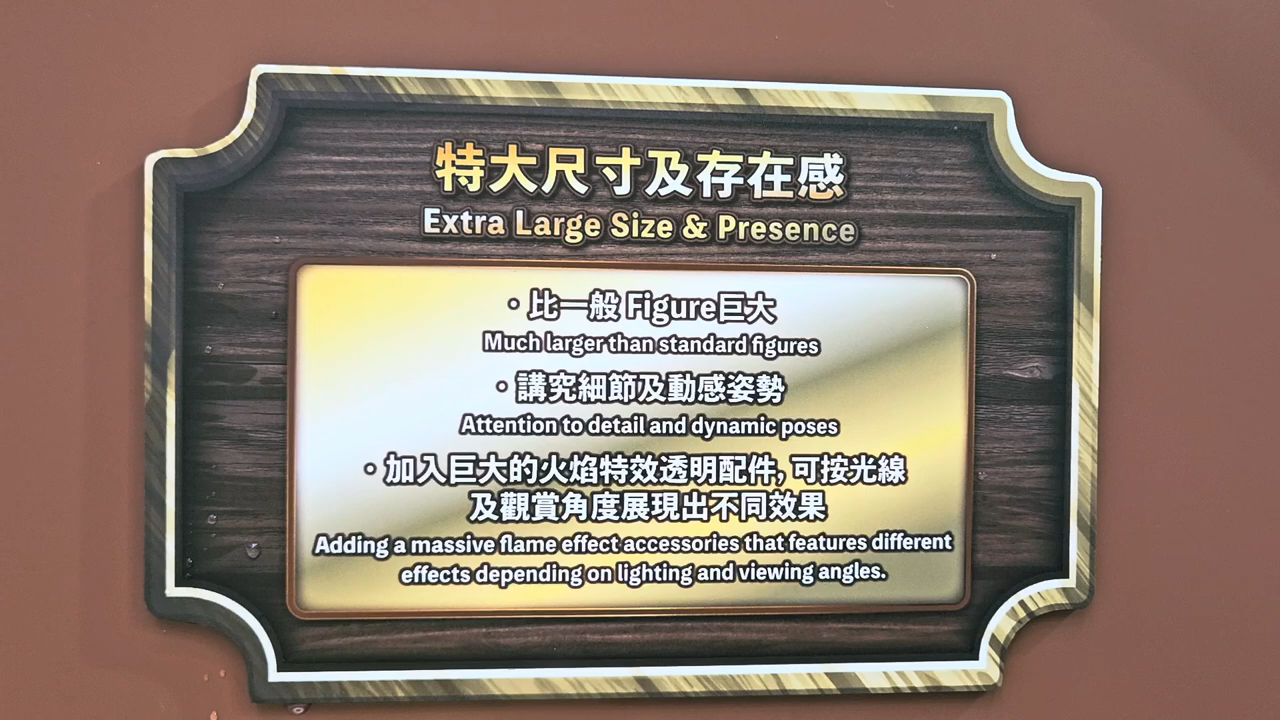 特大尺寸及存在感
Extra Large Size & Presence
・比一般 Figure巨大
Much larger than standard figures
・講究細節及動感姿勢
Attention to detail and dynamic poses
・加入巨大的火焰特效透明配件, 可按光線
及觀賞角度展現出不同效果
Adding a massive flame effect accessories that features different
effects depending on lighting and viewing angles.